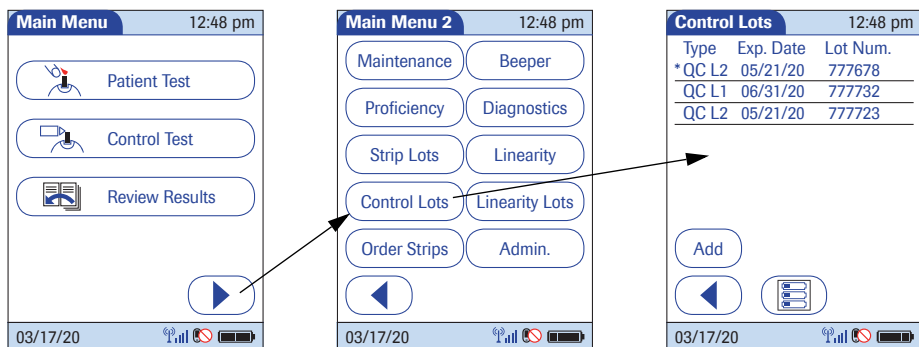 Main Menu 12:48 pm
Patient Test
Control Test
Review Results
03/17/20
Main Menu 2 12:48 pm
Maintenance Beeper
Proficiency Diagnostics
Strip Lots Linearity
Control Lots Linearity Lots
Order Strips Admin.
03/17/20
Control Lots 12:48 pm
Type Exp. Date Lot Num.
*QC L2 05/21/20 777678
QC L1 06/31/20 777732
QC L2 05/21/20 777723
Add
03/17/20